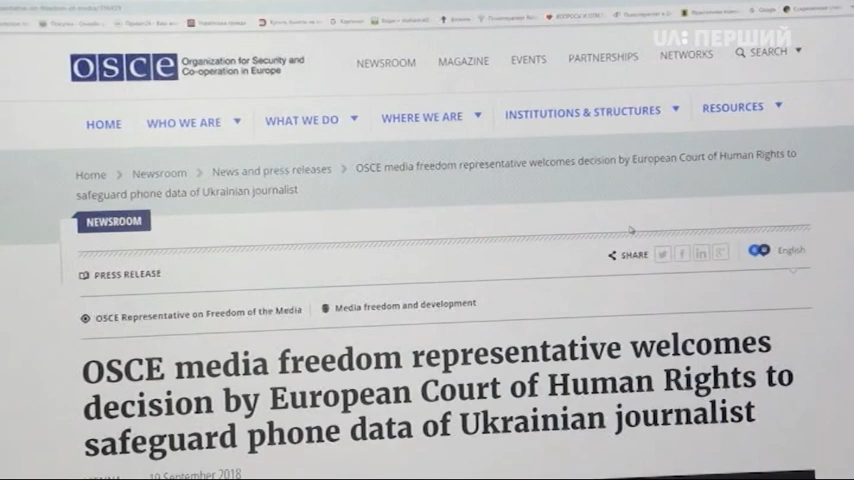 UA: ПЕРШИЙ
OSCE
Organization for Security and
Co-operation in Europe
NEWSROOM MAGAZINE EVENTS PARTNERSHIPS NETWORKS SEARCH
HOME WHO WE ARE WHAT WE DO WHERE WE ARE INSTITUTIONS & STRUCTURES RESOURCES
Home Newsroom News and press releases OSCE media freedom representative welcomes decision by European Court of Human Rights to
safeguard phone data of Ukrainian journalist
NEWSROOM
SHARE English
PRESS RELEASE
OSCE Representative on Freedom of the Media Media freedom and development
OSCE media freedom representative welcomes
decision by European Court of Human Rights to
safeguard phone data of Ukrainian journalist
19 September 2018